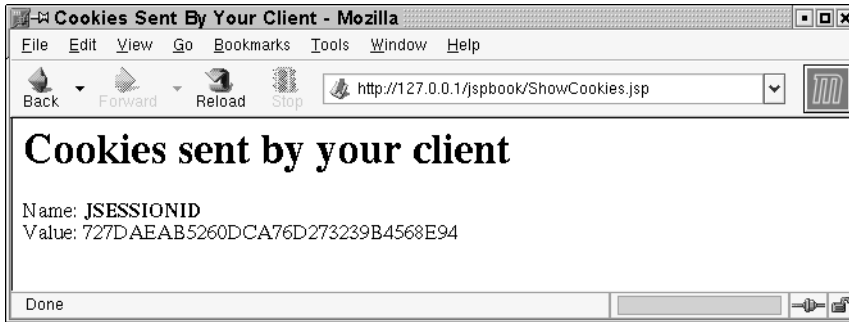 Cookies Sent By Your Client - Mozilla
File Edit View Go Bookmarks Tools Window Help
Back Forward Reload Stop http://127.0.0.1/jspbook/ShowCookies.jsp
Cookies sent by your client
Name: JSESSIONID
Value: 727DAEAB5260DCA76D273239B4568E94
Done